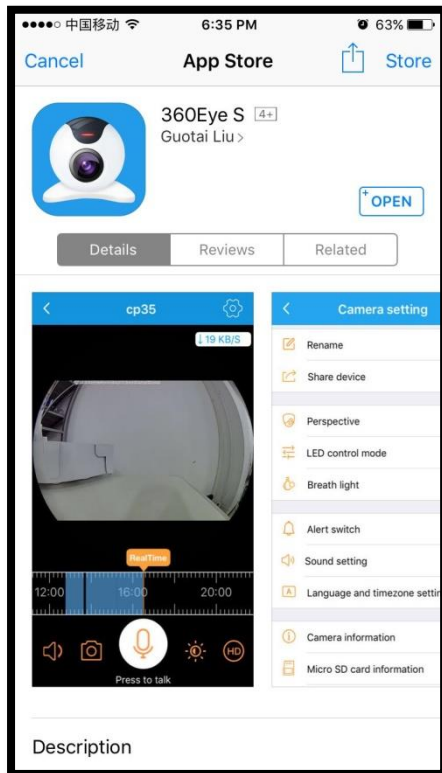 中国移动 6:35 PM 63%
Cancel App Store Store
360Eye S 4+
Guotai Liu >
+OPEN
Details Reviews Related
cp35
↓19 KB/S
RealTime
12:00 16:00 20:00
HD
Press to talk
Camera setting
Rename
Share device
Perspective
LED control mode
Breath light
Alert switch
Sound setting
A Language and timezone settin
Camera information
Micro SD card information
Description